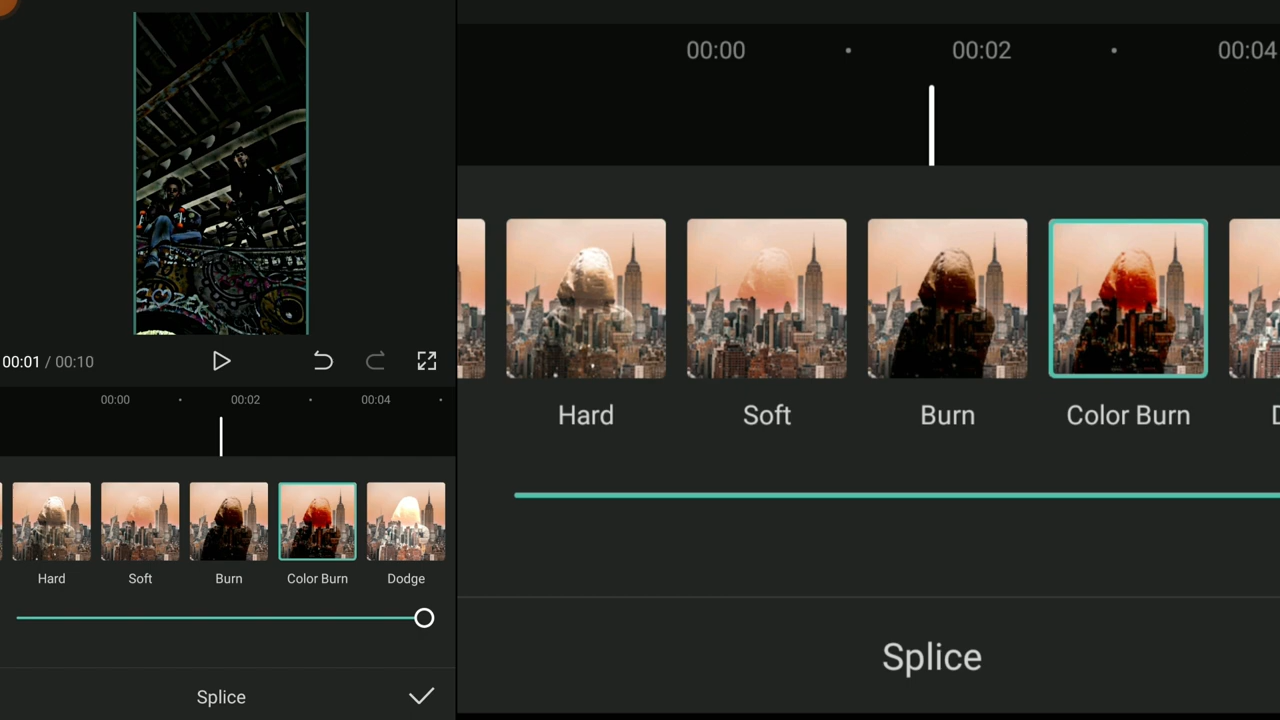 00:01 / 00:10
00:00 00:02 00:04
Hard Soft Burn Color Burn Dodge
Splice
00:00 00:02 00:04
Hard Soft Burn Color Burn
Splice